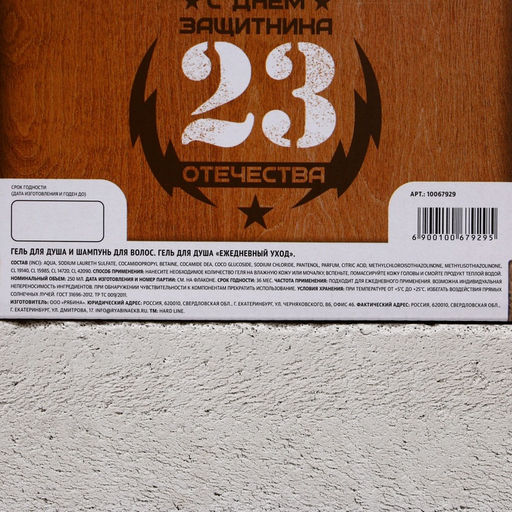 С ДНЁМ
ЗАЩИТНИКА
23
ОТЕЧЕСТВА
СРОК ГОДНОСТИ
(ДАТА ИЗГОТОВЛЕНИЯ И ГОДЕН ДО)
АРТ.: 10067929
6900100679295
ГЕЛЬ ДЛЯ ДУША И ШАМПУНЬ ДЛЯ ВОЛОС. ГЕЛЬ ДЛЯ ДУША «ЕЖЕДНЕВНЫЙ УХОД».
СОСТАВ (INCI): AQUA, SODIUM LAURETH SULFATE, COCAMIDOPROPYL BETAINE, COCAMIDE DEA, COCO GLUCOSIDE, SODIUM CHLORIDE, PANTENOL, PARFUM, CITRIC ACID, METHYLCHLOROISOTHIAZOLINONE, METHYLISOTHIAZOLINONE,
CI, 19140, CI, 15985, CI, 14720, CI, 42090. СПОСОБ ПРИМЕНЕНИЯ: НАНЕСИТЕ НЕОБХОДИМОЕ КОЛИЧЕСТВО ГЕЛЯ НА ВЛАЖНУЮ КОЖУ ИЛИ МОЧАЛКУ, ВСПЕНЬТЕ, ПОМАССИРУЙТЕ КОЖУ ГОЛОВЫ И СМОЙТЕ ПРОДУКТ ТЕПЛОЙ ВОДОЙ.
НОМИНАЛЬНЫЙ ОБЪЕМ: 250 МЛ. ДАТА ИЗГОТОВЛЕНИЯ И НОМЕР ПАРТИИ: СМ. НА ФЛАКОНЕ. СРОК ГОДНОСТИ: 36 МЕС. ЧАСТОТА ПРИМЕНЕНИЯ: ПОДХОДИТ ДЛЯ ЕЖЕДНЕВНОГО ПРИМЕНЕНИЯ. ВОЗМОЖНА ИНДИВИДУАЛЬНАЯ
НЕПЕРЕНОСИМОСТЬ ИНГРЕДИЕНТОВ. ПРИ ОБНАРУЖЕНИИ ЧУВСТВИТЕЛЬНОСТИ К КОМПОНЕНТАМ ПРЕКРАТИТЬ ИСПОЛЬЗОВАНИЕ. УСЛОВИЯ ХРАНЕНИЯ: ПРИ ТЕМПЕРАТУРЕ ОТ +5°С ДО +25°С. ИЗБЕГАТЬ ВОЗДЕЙСТВИЯ ПРЯМЫХ
СОЛНЕЧНЫХ ЛУЧЕЙ. ГОСТ 31696-2012, ТР ТС 009/2011.
ИЗГОТОВИТЕЛЬ: ООО «РЯБИНА». ЮРИДИЧЕСКИЙ АДРЕС: РОССИЯ, 620010, СВЕРДЛОВСКАЯ ОБЛ., Г. ЕКАТЕРИНБУРГ, УЛ. ЧЕРНЯХОВСКОГО, 86, ОФИС 46. ФАКТИЧЕСКИЙ АДРЕС: РОССИЯ, 620010, СВЕРДЛОВСКАЯ ОБЛ.,
Г. ЕКАТЕРИНБУРГ, УЛ. ДМИТРОВА, 17. INFO@RYABINAEKB.RU. ТМ: HARD LINE.